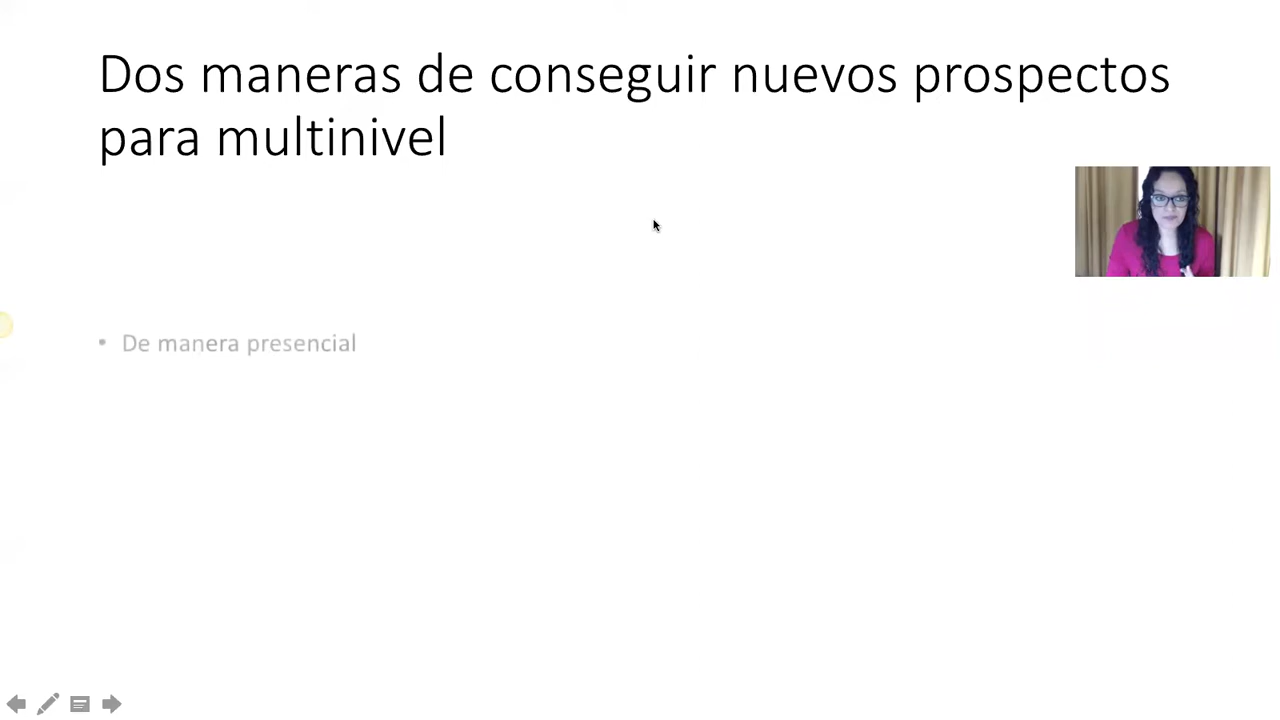 Dos maneras de conseguir nuevos prospectos
para multinivel
• De manera presencial